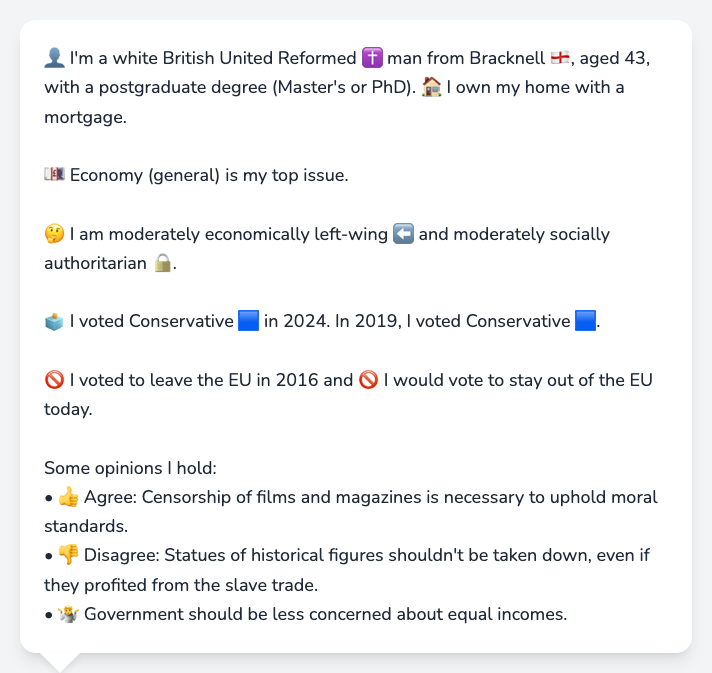 👤 I'm a white British United Reformed ✝️ man from Bracknell 🏴󠁧󠁢󠁥󠁮󠁧󠁿, aged 43,
with a postgraduate degree (Master's or PhD). 🏠 I own my home with a
mortgage.
💷 Economy (general) is my top issue.
🤔 I am moderately economically left-wing ⬅️ and moderately socially
authoritarian 🔒.
🗳️ I voted Conservative 🟦 in 2024. In 2019, I voted Conservative 🟦.
🚫 I voted to leave the EU in 2016 and 🚫 I would vote to stay out of the EU
today.
Some opinions I hold:
• 👍 Agree: Censorship of films and magazines is necessary to uphold moral
standards.
• 👎 Disagree: Statues of historical figures shouldn't be taken down, even if
they profited from the slave trade.
• 🤷 Government should be less concerned about equal incomes.